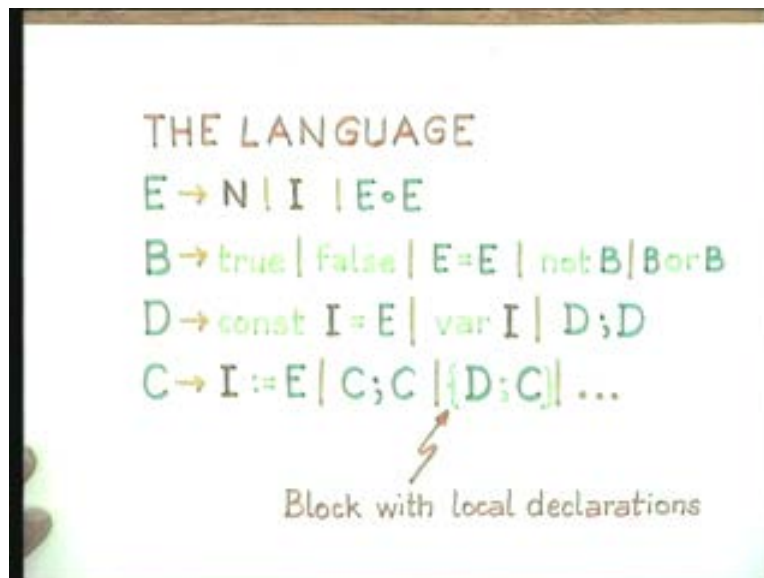 THE LANGUAGE
E → N | I | E∘E
B → true | false | E=E | not B | B or B
D → const I = E | var I | D;D
C → I := E | C;C | {D;C} | ...
Block with local declarations